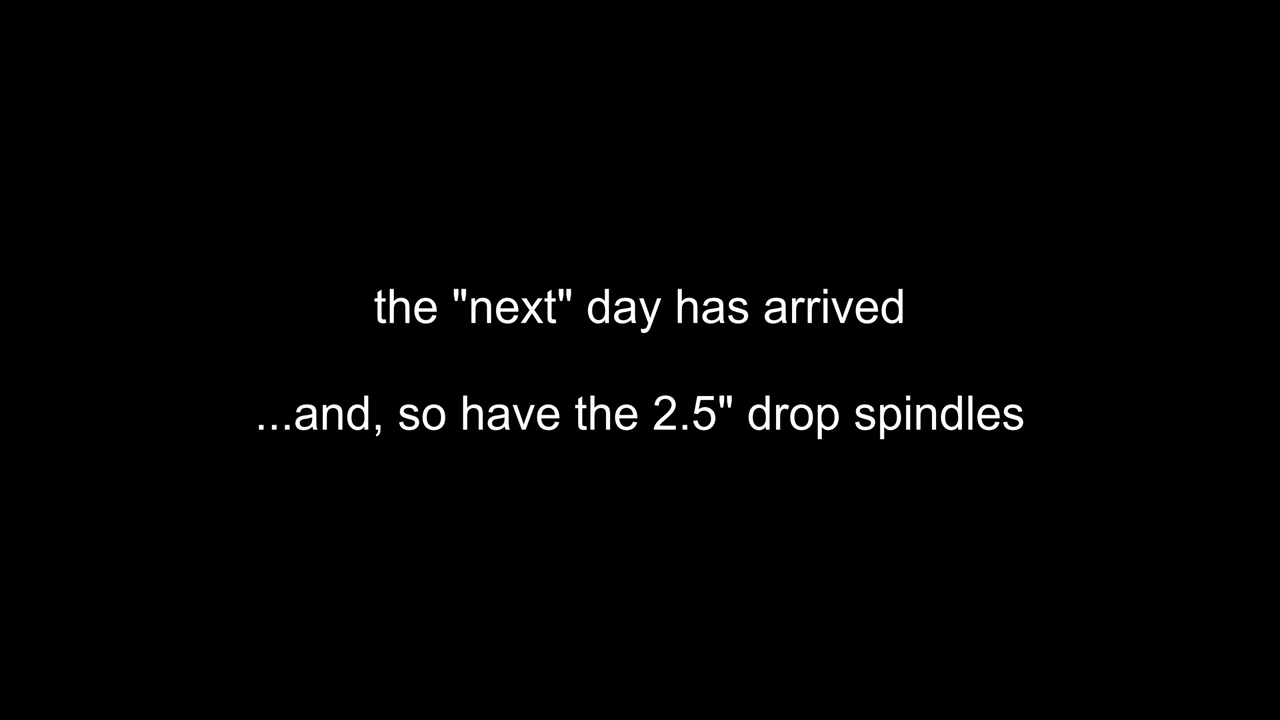 the "next" day has arrived
...and, so have the 2.5" drop spindles